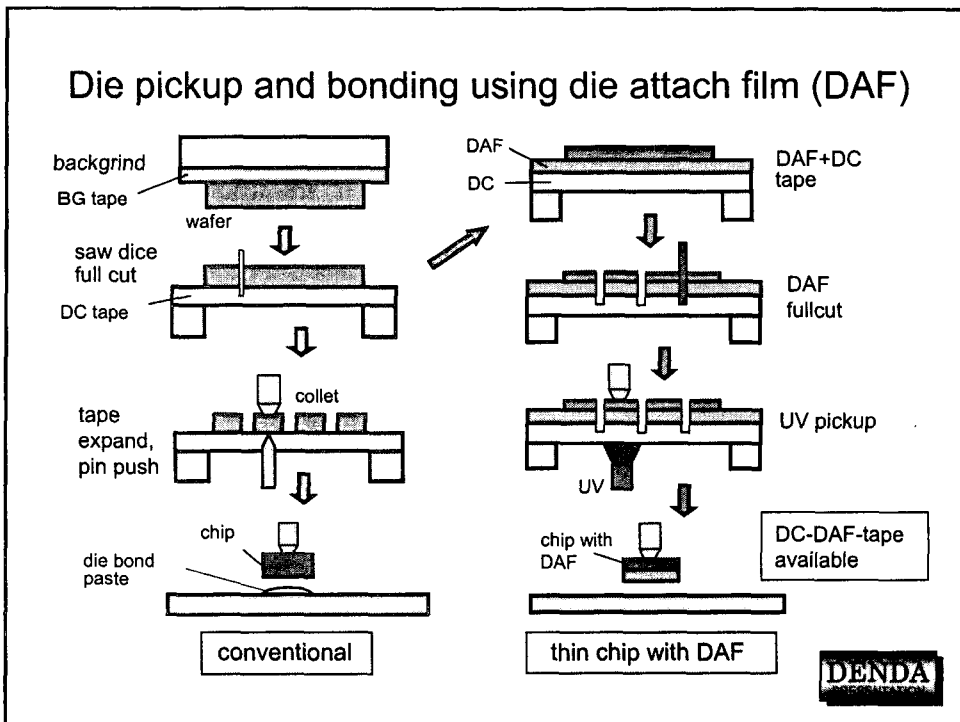 Die pickup and bonding using die attach film (DAF)
backgrind
BG tape
wafer
saw dice
full cut
DC tape
tape
expand,
pin push
collet
chip
die bond
paste
conventional
DAF
DC
DAF+DC
tape
DAF
fullcut
UV pickup
UV
chip with
DAF
DC-DAF-tape
available
thin chip with DAF
DENDA
PRESENTATION